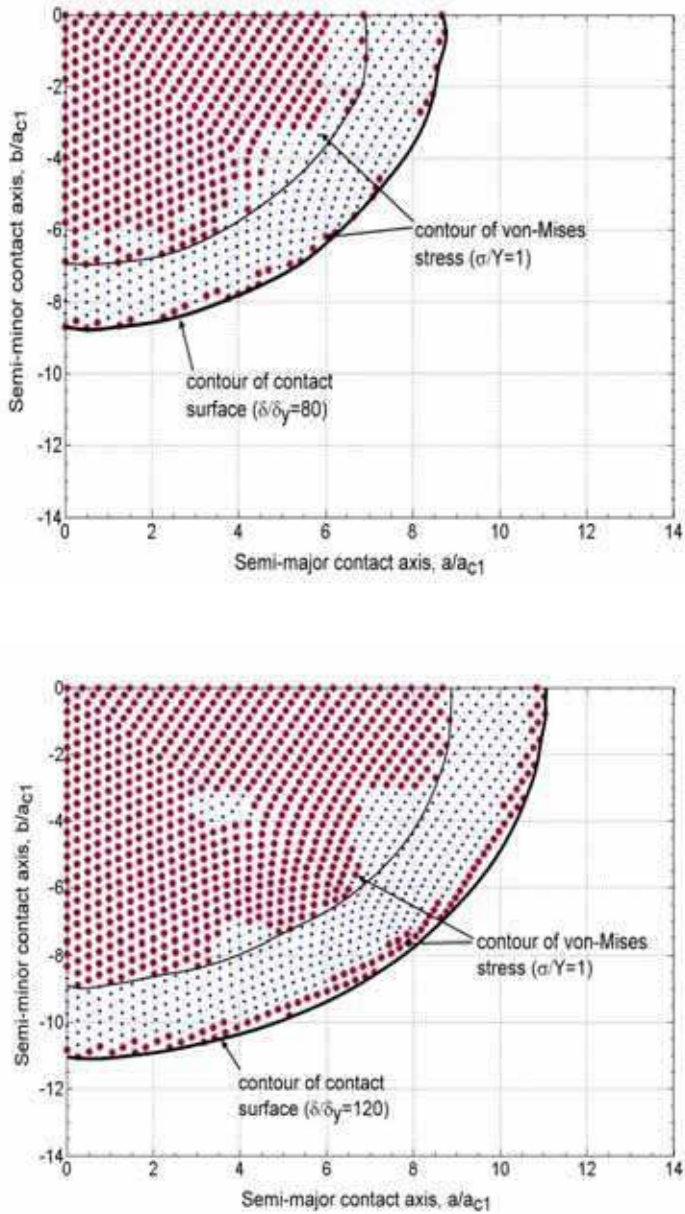 0
-2
-4
-6
-8
-10
-12
-14
Semi-minor contact axis, b/ac1
contour of von-Mises
stress (σ/Y=1)
contour of contact
surface (δ/δy=80)
0 2 4 6 8 10 12 14
Semi-major contact axis, a/ac1
0
-2
-4
-6
-8
-10
-12
-14
Semi-minor contact axis, b/ac1
contour of von-Mises
stress (σ/Y=1)
contour of contact
surface (δ/δy=120)
0 2 4 6 8 10 12 14
Semi-major contact axis, a/ac1